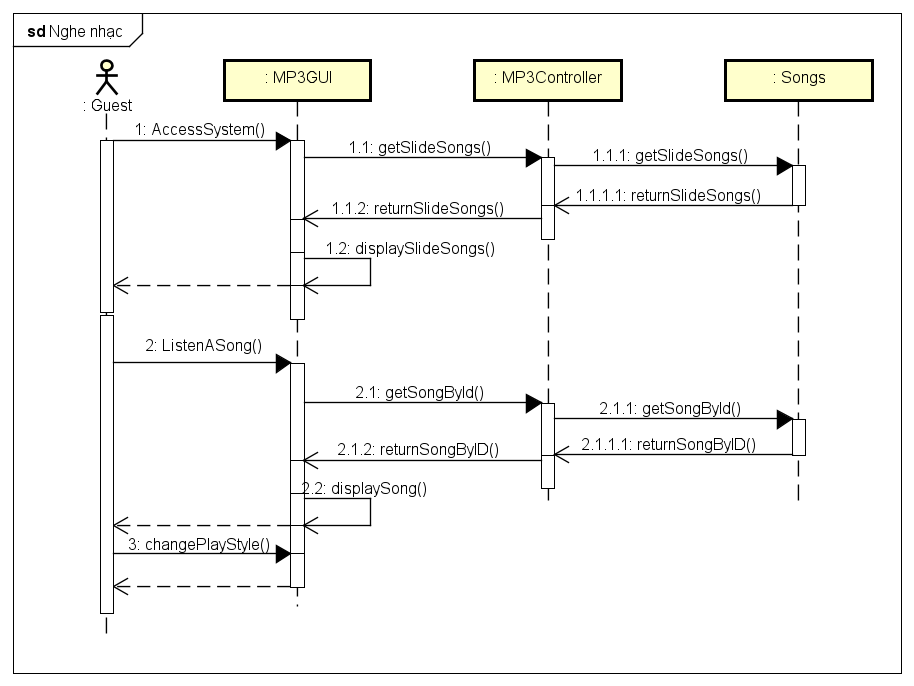 sd Nghe nhạc
: Guest
: MP3GUI
: MP3Controller
: Songs
1: AccessSystem()
1.1: getSlideSongs()
1.1.1: getSlideSongs()
1.1.1.1: returnSlideSongs()
1.1.2: returnSlideSongs()
1.2: displaySlideSongs()
2: ListenASong()
2.1: getSongById()
2.1.1: getSongById()
2.1.1.1: returnSongByID()
2.1.2: returnSongByID()
2.2: displaySong()
3: changePlayStyle()